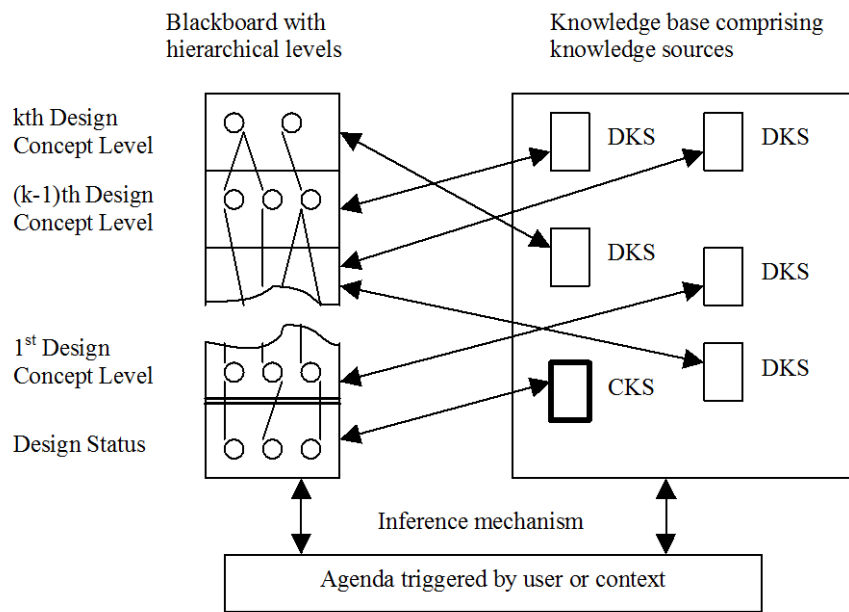 Blackboard with
hierarchical levels
Knowledge base comprising
knowledge sources
kth Design
Concept Level
(k-1)th Design
Concept Level
1st Design
Concept Level
Design Status
DKS
DKS
DKS
DKS
DKS
CKS
Inference mechanism
Agenda triggered by user or context